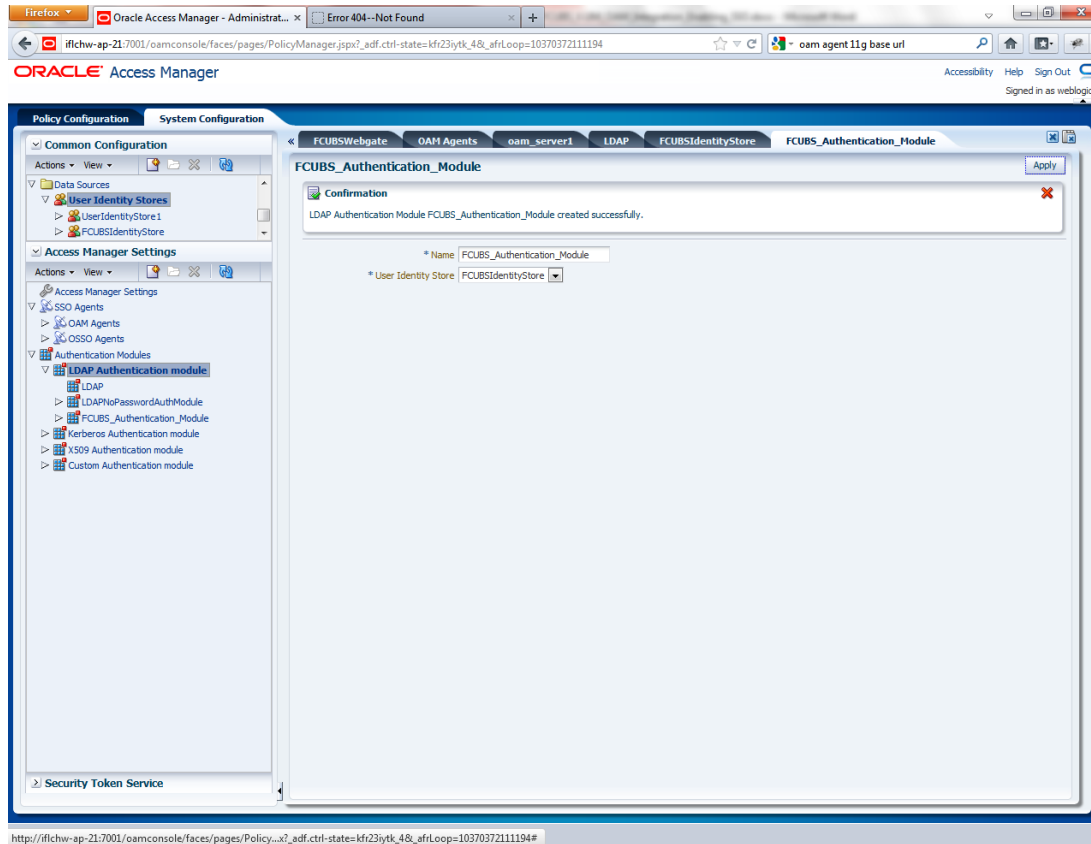 Firefox
Oracle Access Manager - Administrat...
Error 404--Not Found
iflchw-ap-21:7001/oamconsole/faces/pages/PolicyManager.jspx?_adf.ctrl-state=kfr23iytk_4&_afrLoop=10370372111194
oam agent 11g base url
ORACLE Access Manager
Accessibility Help Sign Out
Signed in as weblogic
Policy Configuration System Configuration
Common Configuration
Actions View
Data Sources
User Identity Stores
UserIdentityStore1
FCUBSIdentityStore
Access Manager Settings
Actions View
Access Manager Settings
SSO Agents
OAM Agents
OSSO Agents
Authentication Modules
LDAP Authentication module
LDAP
LDAPNoPasswordAuthModule
FCUBS_Authentication_Module
Kerberos Authentication module
X509 Authentication module
Custom Authentication module
Security Token Service
« FCUBSWebgate OAM Agents oam_server1 LDAP FCUBSIdentityStore FCUBS_Authentication_Module
FCUBS_Authentication_Module
Apply
Confirmation
LDAP Authentication Module FCUBS_Authentication_Module created successfully.
* Name FCUBS_Authentication_Module
* User Identity Store FCUBSIdentityStore
http://iflchw-ap-21:7001/oamconsole/faces/pages/Policy...x?_adf.ctrl-state=kfr23iytk_4&_afrLoop=10370372111194#